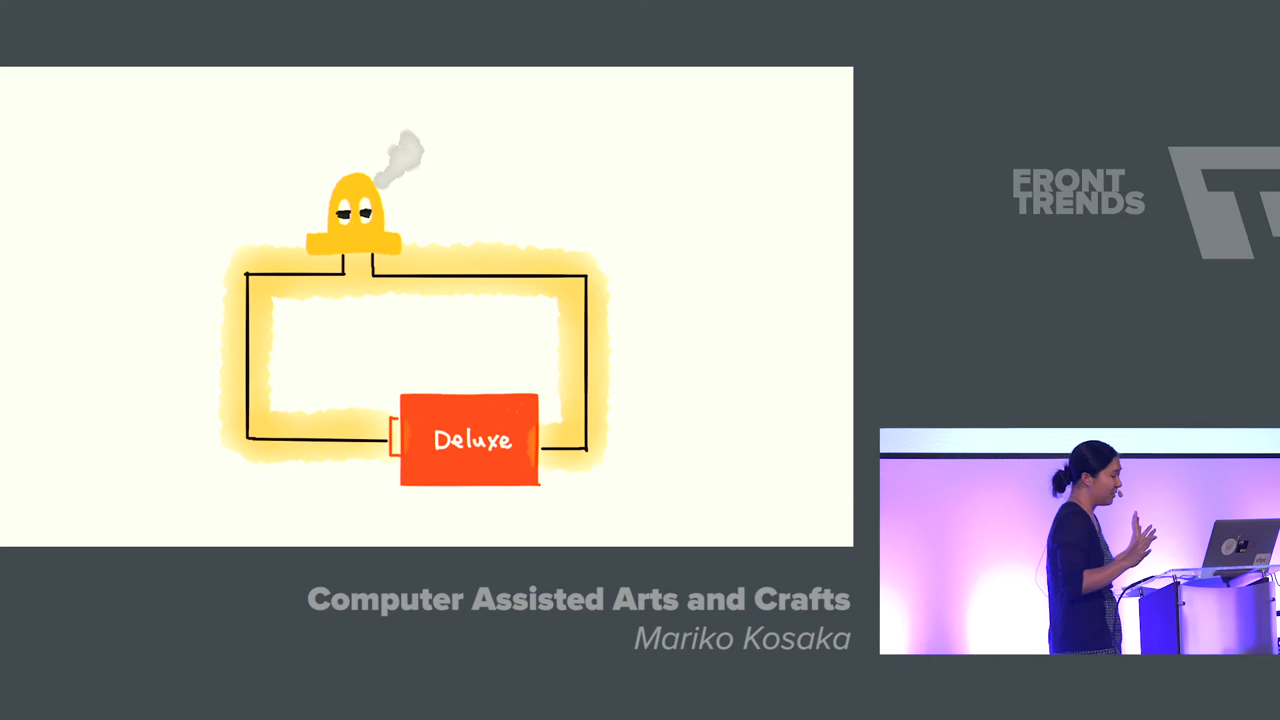 Deluxe
FRONT
TRENDS
Computer Assisted Arts and Crafts
Mariko Kosaka